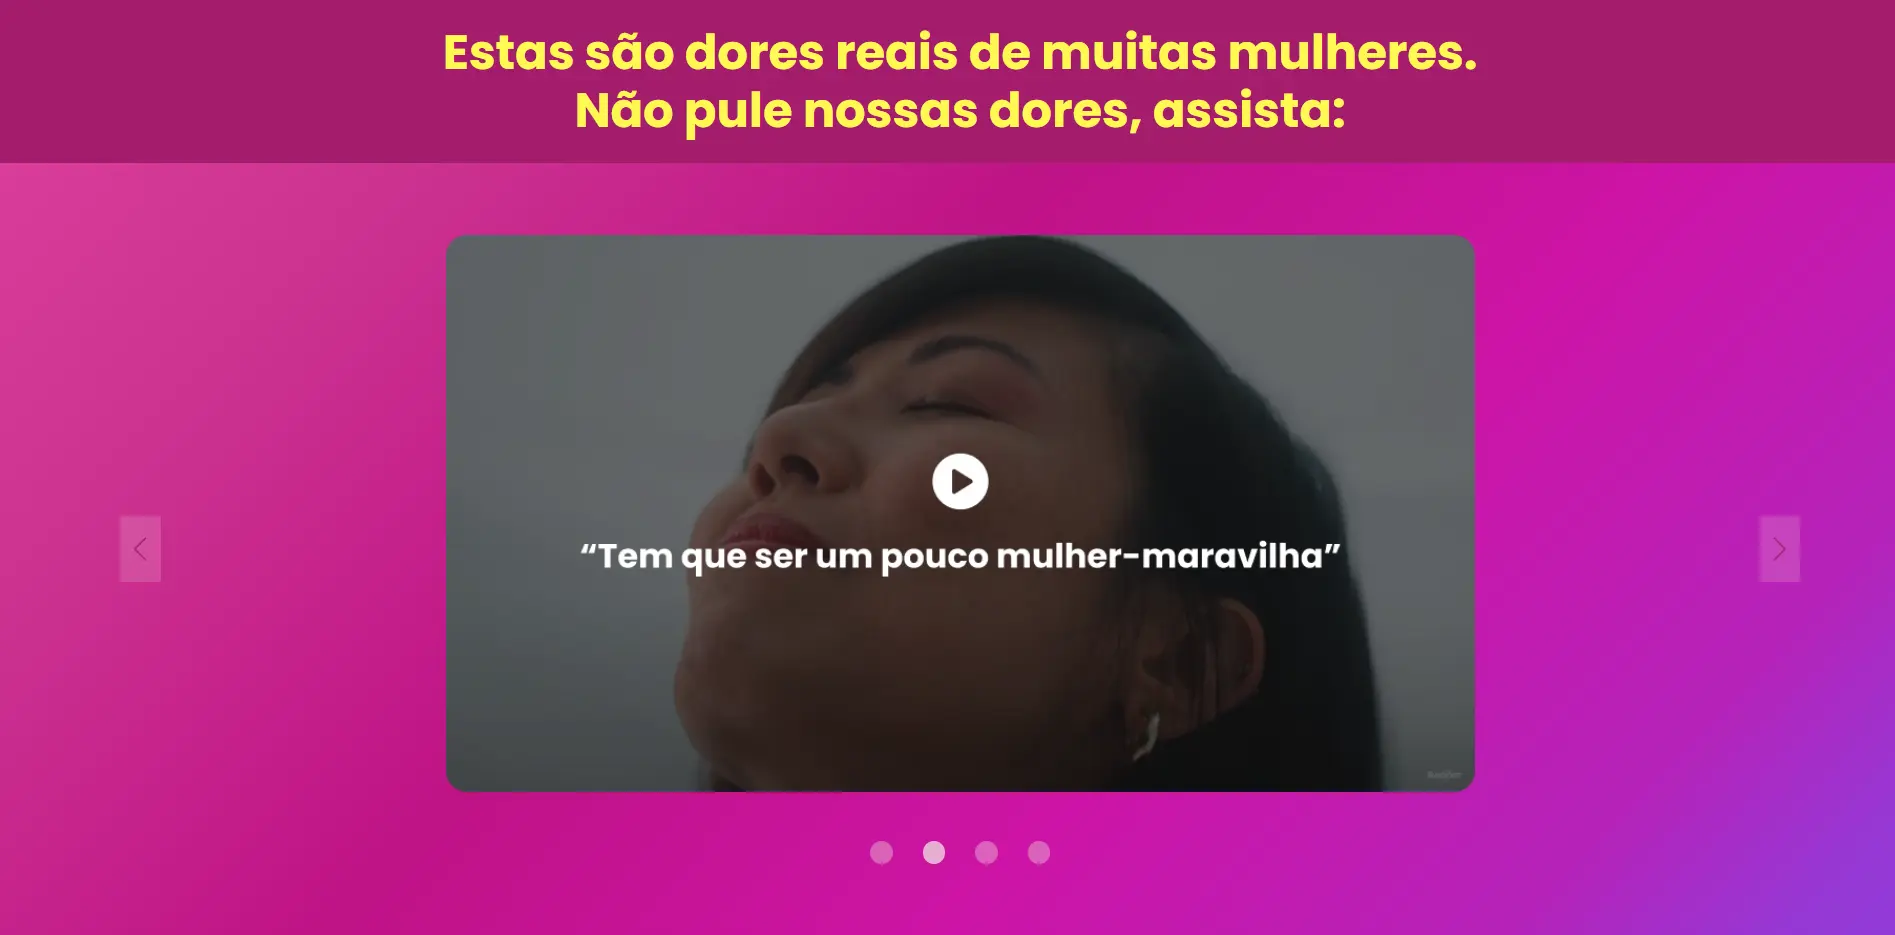 Estas são dores reais de muitas mulheres.
Não pule nossas dores, assista:
“Tem que ser um pouco mulher-maravilha”